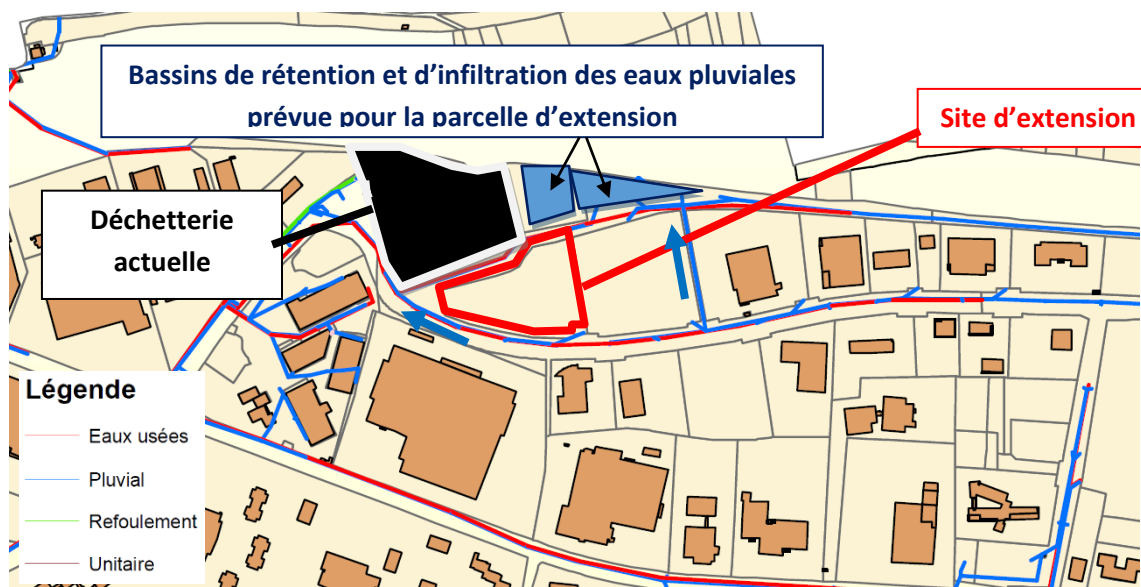 Bassins de rétention et d’infiltration des eaux pluviales
prévue pour la parcelle d’extension
Site d’extension
Déchetterie
actuelle
Légende
Eaux usées
Pluvial
Refoulement
Unitaire